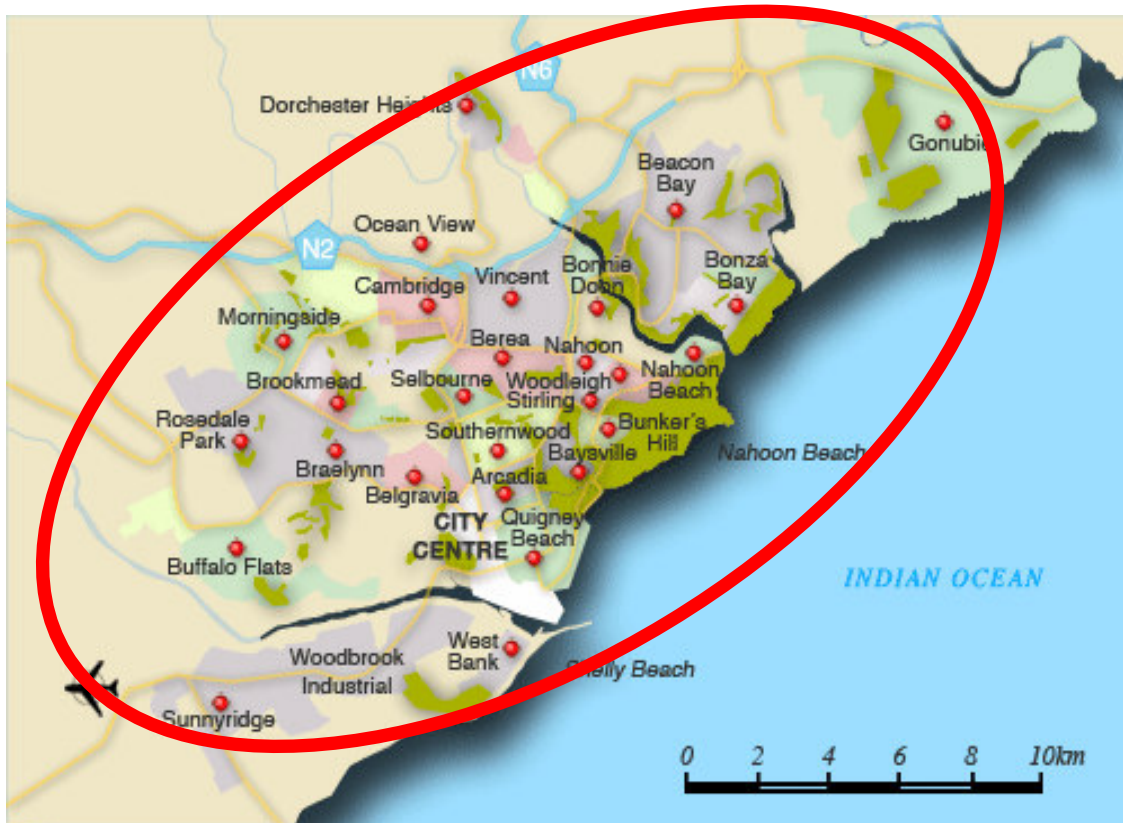 N6
Dorchester Heights
Gonubie
Beacon
Bay
Ocean View
N2
Vincent
Bonnie
Doon
Bonza
Bay
Cambridge
Morningside
Berea
Nahoon
Brookmead
Selbourne
Woodleigh
Stirling
Nahoon
Beach
Rosedale
Park
Southernwood
Bunker's
Hill
Braelynn
Baysville
Nahoon Beach
Belgravia
Arcadia
CITY
CENTRE
Quigney
Beach
Buffalo Flats
INDIAN OCEAN
West
Bank
Woodbrook
Industrial
Shelly Beach
Sunnyridge
0 2 4 6 8 10km